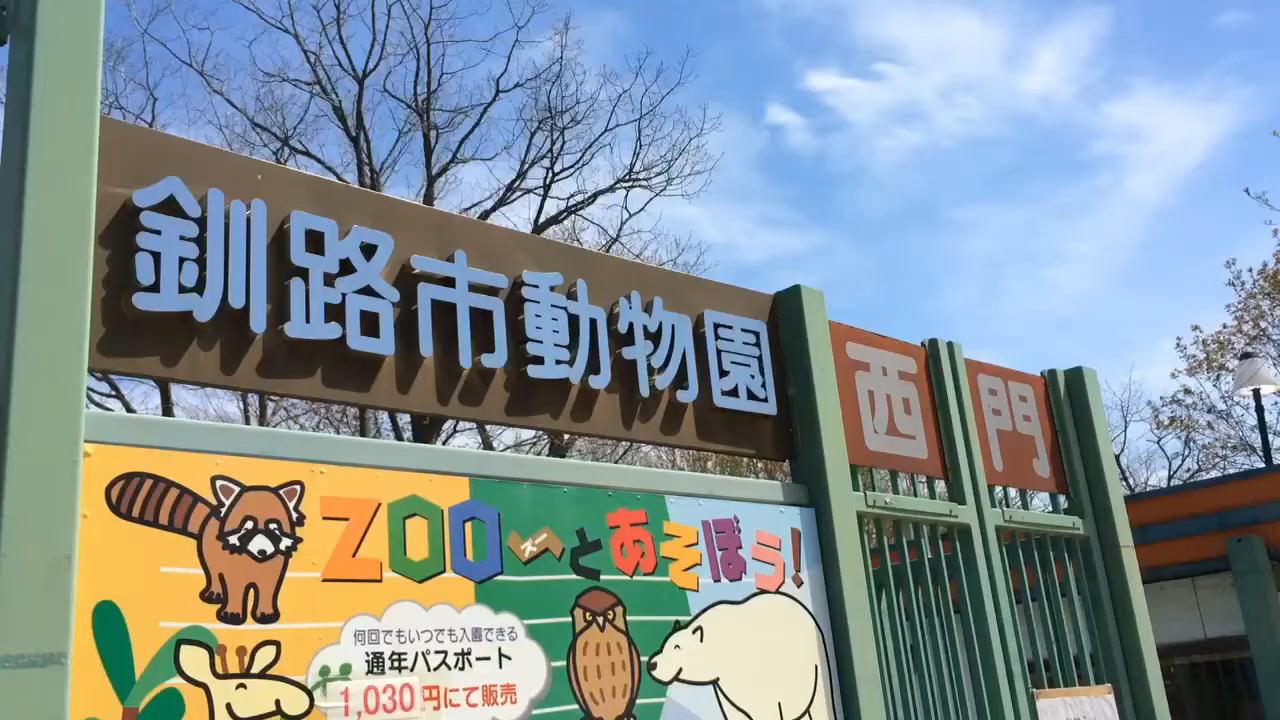 釧路市動物園
西門
ZOO〜とあそぼう!
ズー
何回でもいつでも入園できる
通年パスポート
1,030円にて販売